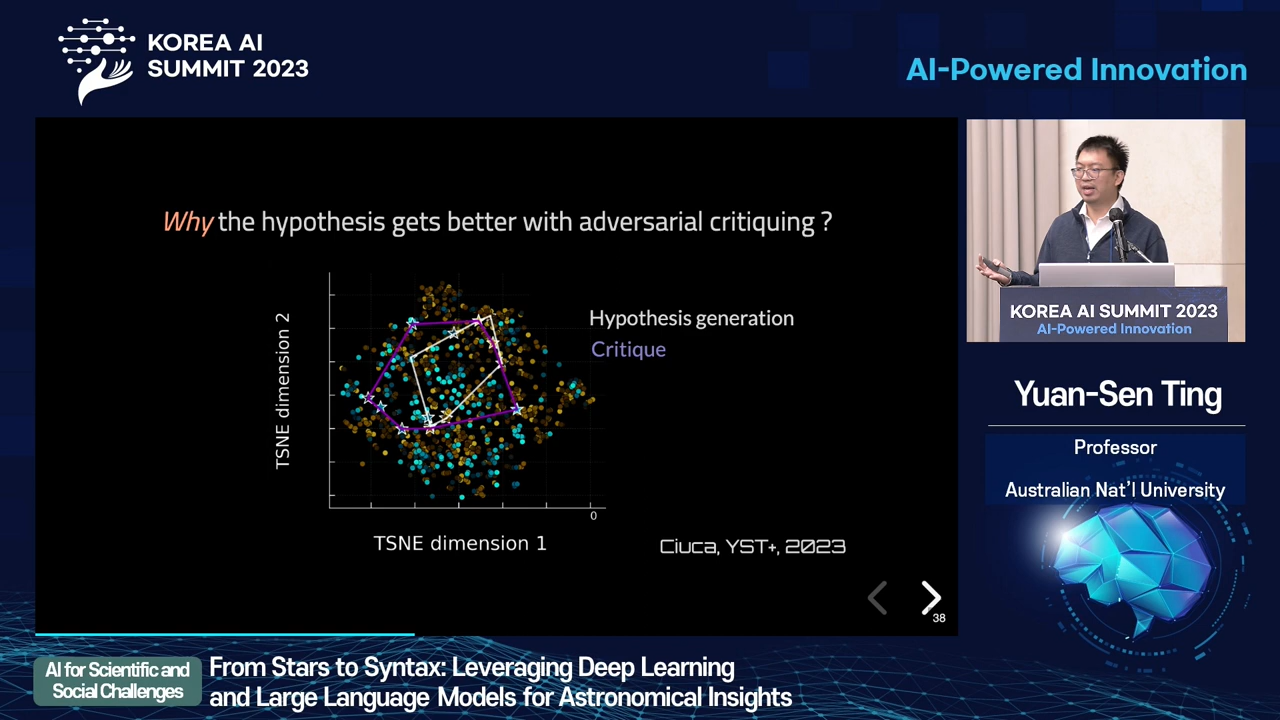 KOREA AI
SUMMIT 2023
AI-Powered Innovation
Why the hypothesis gets better with adversarial critiquing ?
Hypothesis generation
Critique
TSNE dimension 2
0
TSNE dimension 1
Ciuca, YST+, 2023
38
KOREA AI SUMMIT 2023
AI-Powered Innovation
Yuan-Sen Ting
Professor
Australian Nat'l University
AI for Scientific and
Social Challenges
From Stars to Syntax: Leveraging Deep Learning
and Large Language Models for Astronomical Insights